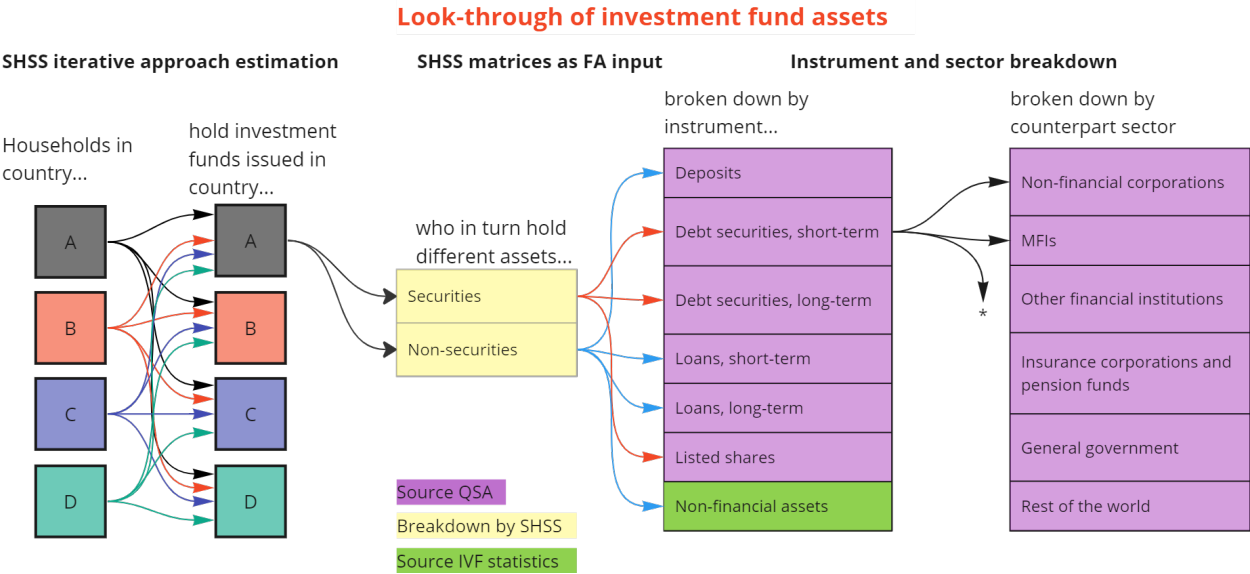 Look-through of investment fund assets
SHSS iterative approach estimation
SHSS matrices as FA input
Instrument and sector breakdown
Households in
country...
hold investment
funds issued in
country...
A
B
C
D
A
B
C
D
who in turn hold
different assets...
Securities
Non-securities
broken down by
instrument...
Deposits
Debt securities, short-term
Debt securities, long-term
Loans, short-term
Loans, long-term
Listed shares
Non-financial assets
*
broken down by
counterpart sector
Non-financial corporations
MFIs
Other financial institutions
Insurance corporations and
pension funds
General government
Rest of the world
Source QSA
Breakdown by SHSS
Source IVF statistics